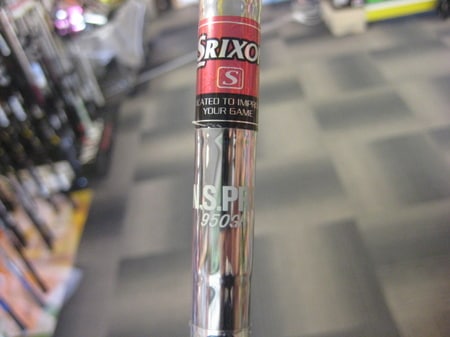 SRIXO
S
CATED TO IMPR
YOUR GAME
.S.PR
950